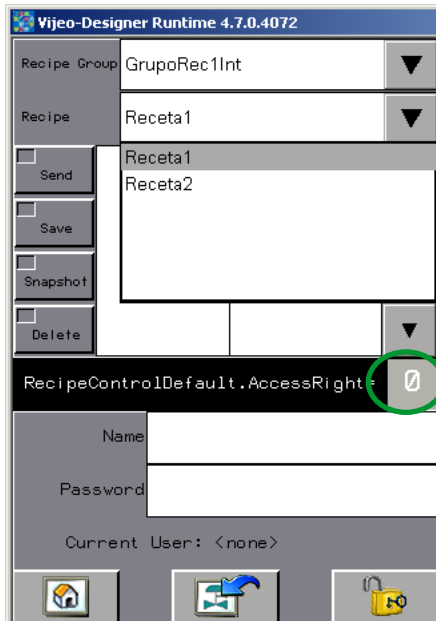 Vijeo-Designer Runtime 4.7.0.4072
Recipe Group GrupoRec1Int
Recipe Receta1
Receta1
Receta2
Send
Save
Snapshot
Delete
RecipeControlDefault.AccessRight= 0
Name
Password
Current User: <none>